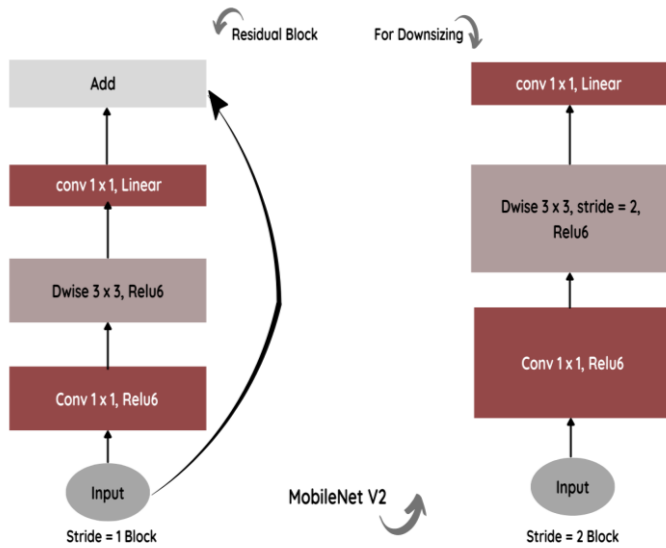 Residual Block
Add
conv 1 x 1, Linear
Dwise 3 x 3, Relu6
Conv 1 x 1, Relu6
Input
Stride = 1 Block
For Downsizing
conv 1 x 1, Linear
Dwise 3 x 3, stride = 2,
Relu6
Conv 1 x 1, Relu6
Input
Stride = 2 Block
MobileNet V2